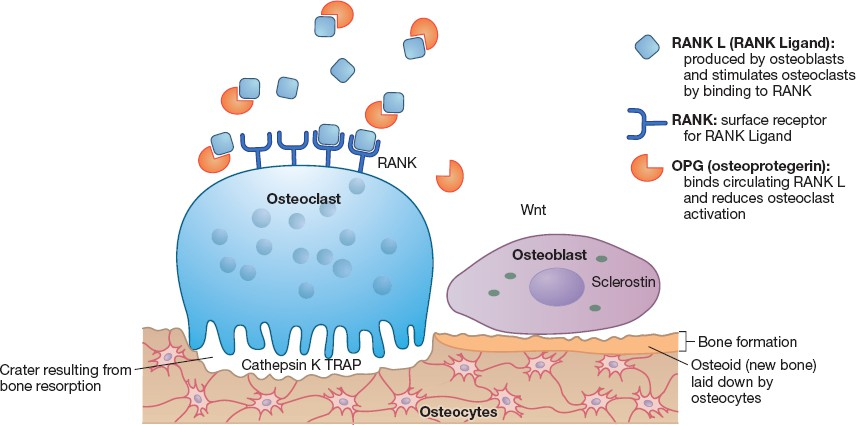 RANK L (RANK Ligand):
produced by osteoblasts
and stimulates osteoclasts
by binding to RANK
RANK: surface receptor
for RANK Ligand
OPG (osteoprotegerin):
binds circulating RANK L
and reduces osteoclast
activation
RANK
Osteoclast
Wnt
Osteoblast
Sclerostin
Bone formation
Osteoid (new bone)
laid down by
osteocytes
Crater resulting from
bone resorption
Cathepsin K TRAP
Osteocytes